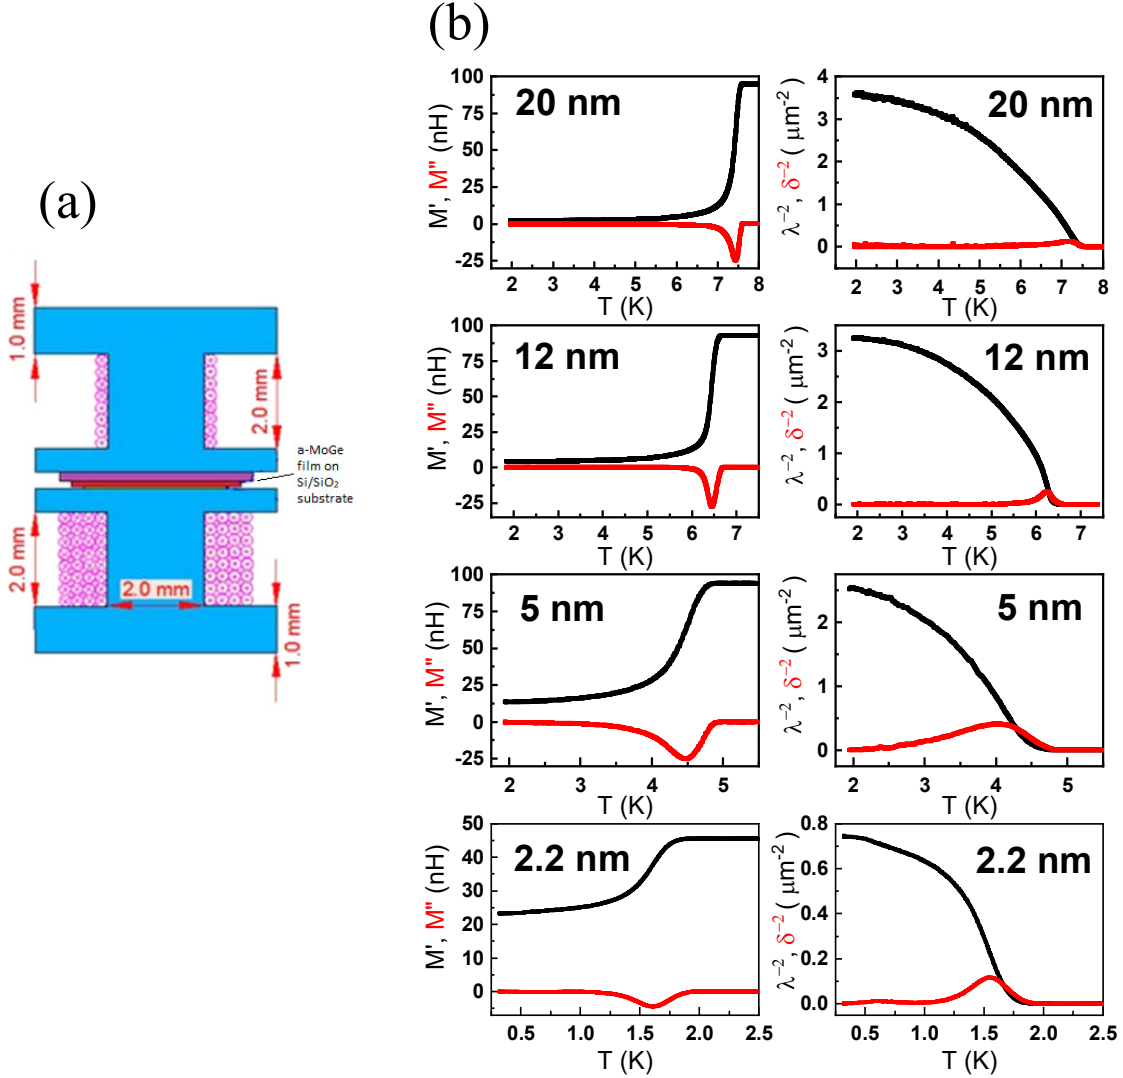 (a)
1.0 mm
2.0 mm
a-MoGe
film on
Si/SiO₂
substrate
2.0 mm
2.0 mm
1.0 mm
(b)
20 nm
M', M" (nH)
100
75
50
25
0
-25
2 3 4 5 6 7 8
T (K)
20 nm
λ⁻², δ⁻² ( μm⁻²)
4
3
2
1
0
2 3 4 5 6 7 8
T (K)
12 nm
M', M" (nH)
100
75
50
25
0
-25
2 3 4 5 6 7
T (K)
12 nm
λ⁻², δ⁻² ( μm⁻²)
3
2
1
0
2 3 4 5 6 7
T (K)
5 nm
M', M" (nH)
100
75
50
25
0
-25
2 3 4 5
T (K)
5 nm
λ⁻², δ⁻² ( μm⁻²)
2
1
0
2 3 4 5
T (K)
2.2 nm
M', M" (nH)
50
40
30
20
10
0
0.5 1.0 1.5 2.0 2.5
T (K)
2.2 nm
λ⁻², δ⁻² ( μm⁻²)
0.8
0.6
0.4
0.2
0.0
0.5 1.0 1.5 2.0 2.5
T (K)